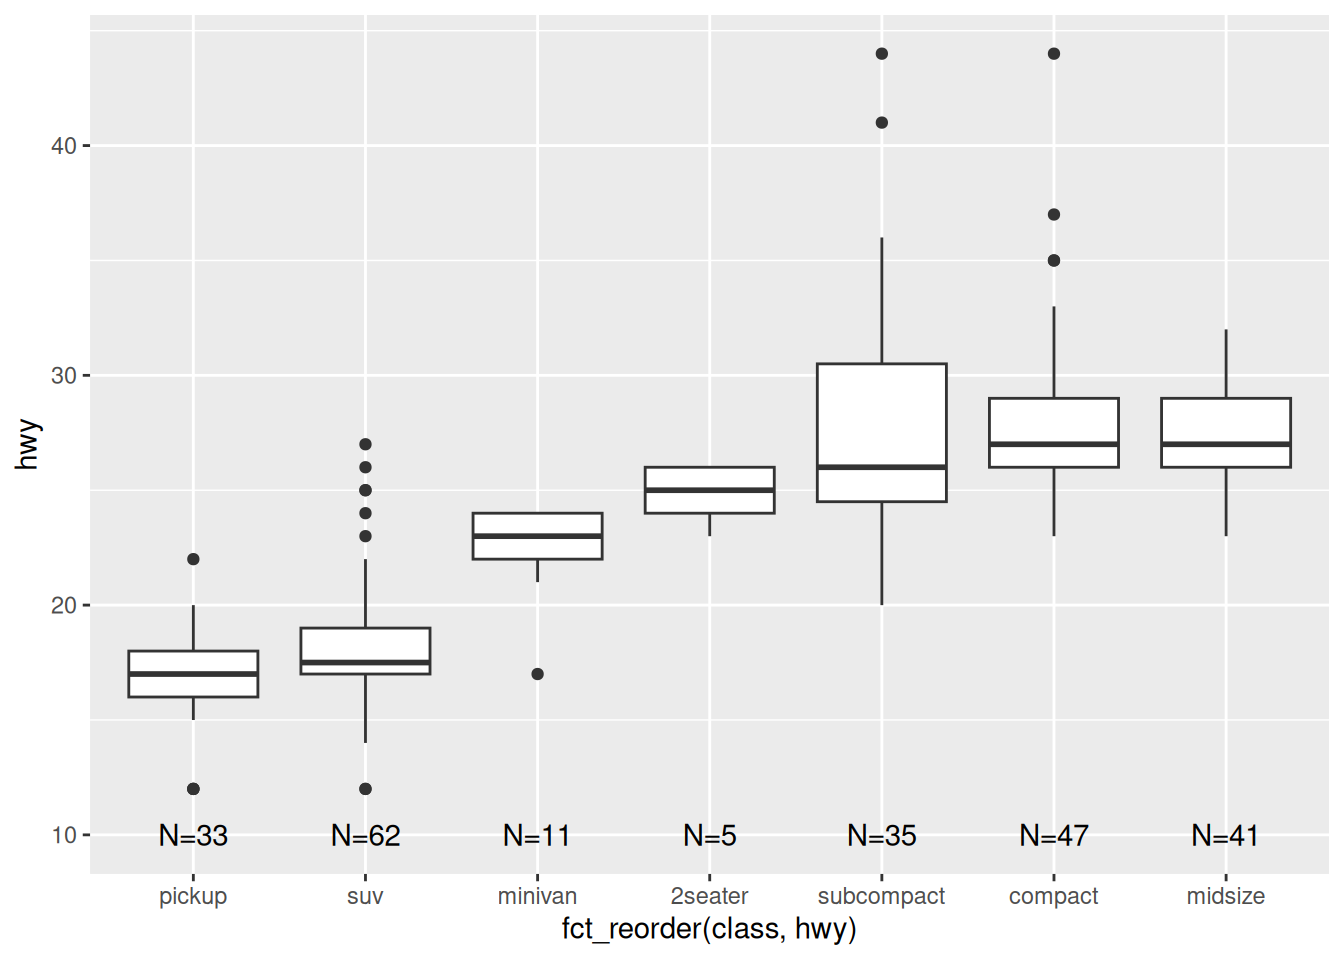 hwy
40
30
20
10
N=33 N=62 N=11 N=5 N=35 N=47 N=41
pickup suv minivan 2seater subcompact compact midsize
fct_reorder(class, hwy)